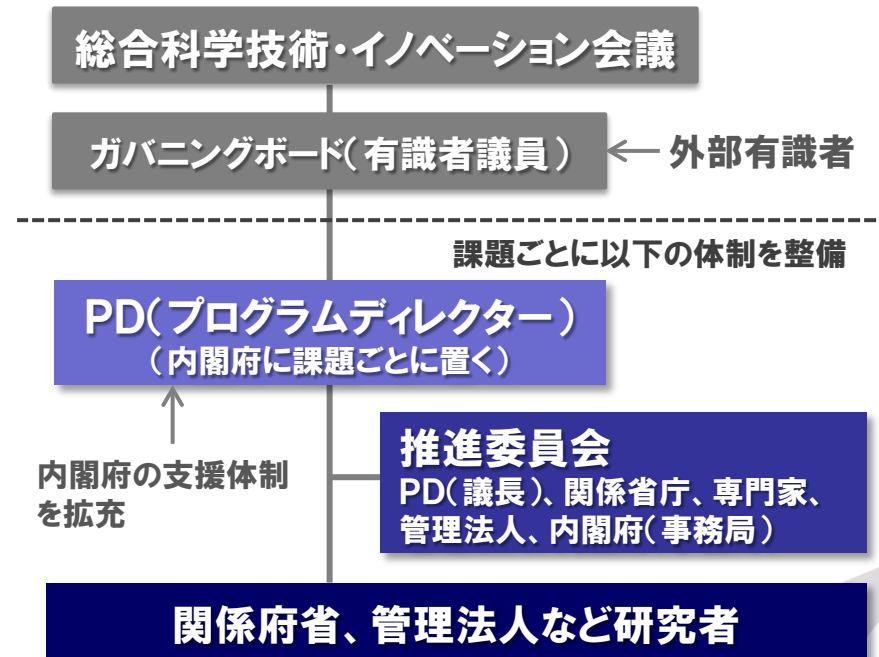 総合科学技術・イノベーション会議
ガバニングボード(有識者議員)
外部有識者
課題ごとに以下の体制を整備
PD(プログラムディレクター)
(内閣府に課題ごとに置く)
内閣府の支援体制
を拡充
推進委員会
PD(議長)、関係省庁、専門家、
管理法人、内閣府(事務局)
関係府省、管理法人など研究者